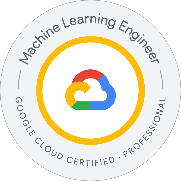 Machine Learning Engineer
GOOGLE CLOUD CERTIFIED · PROFESSIONAL